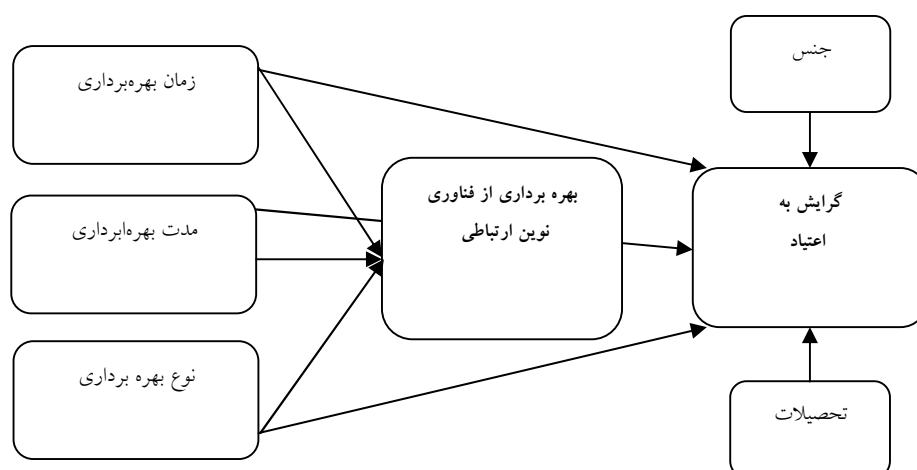 جنس
زمان بهره‌برداری
بهره برداری از فناوری
نوین ارتباطی
گرایش به
اعتیاد
مدت بهره‌ابرداری
نوع بهره برداری
تحصیلات